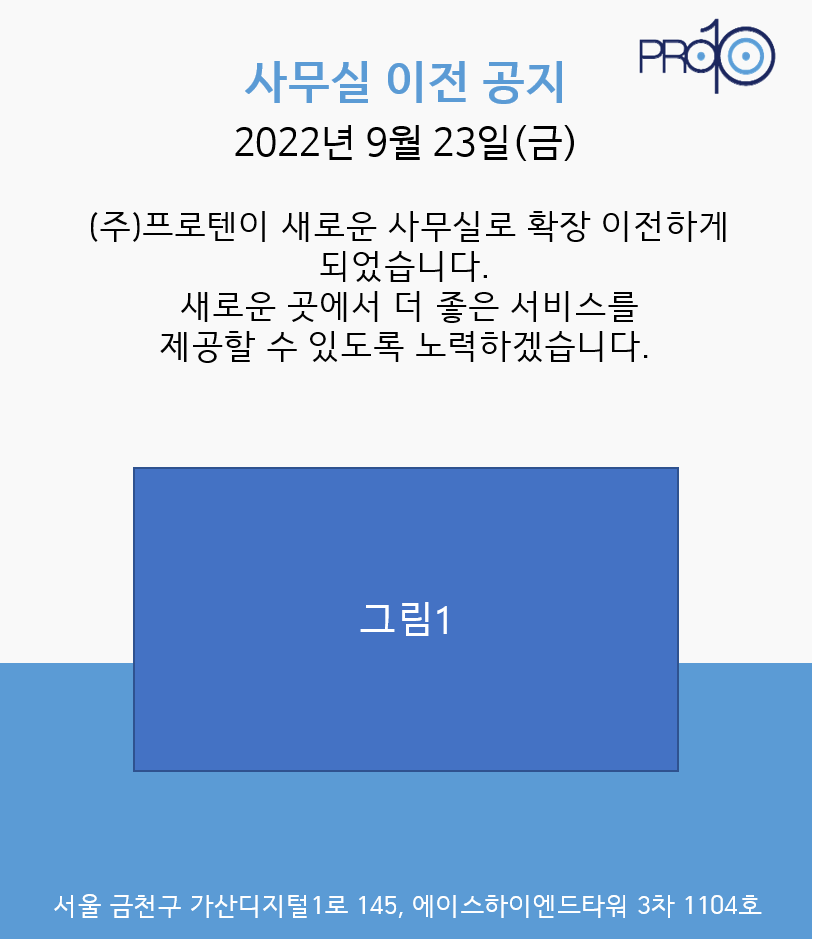 PRO10
사무실 이전 공지
2022년 9월 23일(금)
(주)프로텐이 새로운 사무실로 확장 이전하게
되었습니다.
새로운 곳에서 더 좋은 서비스를
제공할 수 있도록 노력하겠습니다.
그림1
서울 금천구 가산디지털1로 145, 에이스하이엔드타워 3차 1104호